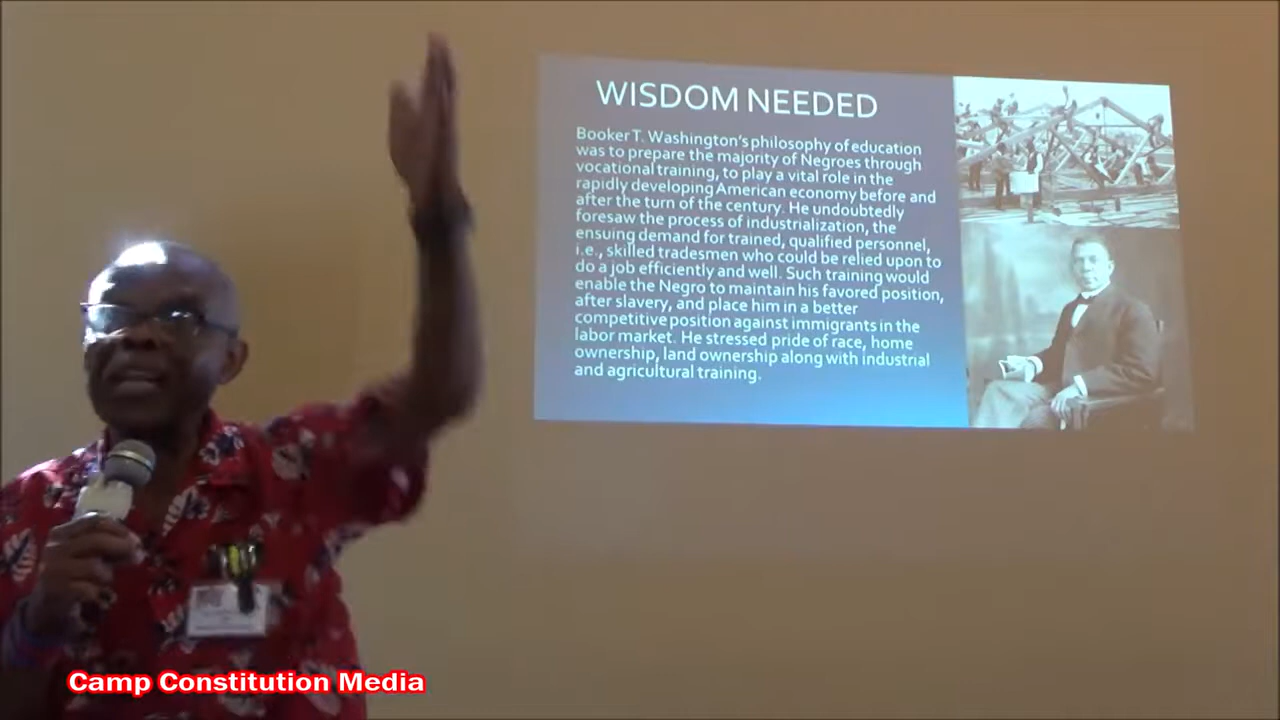 WISDOM NEEDED
Booker T. Washington's philosophy of education
was to prepare the majority of Negroes through
vocational training, to play a vital role in the
rapidly developing American economy before and
after the turn of the century. He undoubtedly
foresaw the process of industrialization, the
ensuing demand for trained, qualified personnel,
i.e., skilled tradesmen who could be relied upon to
do a job efficiently and well. Such training would
enable the Negro to maintain his favored position,
after slavery, and place him in a better
competitive position against immigrants in the
labor market. He stressed pride of race, home
ownership, land ownership along with industrial
and agricultural training.
Camp Constitution Media